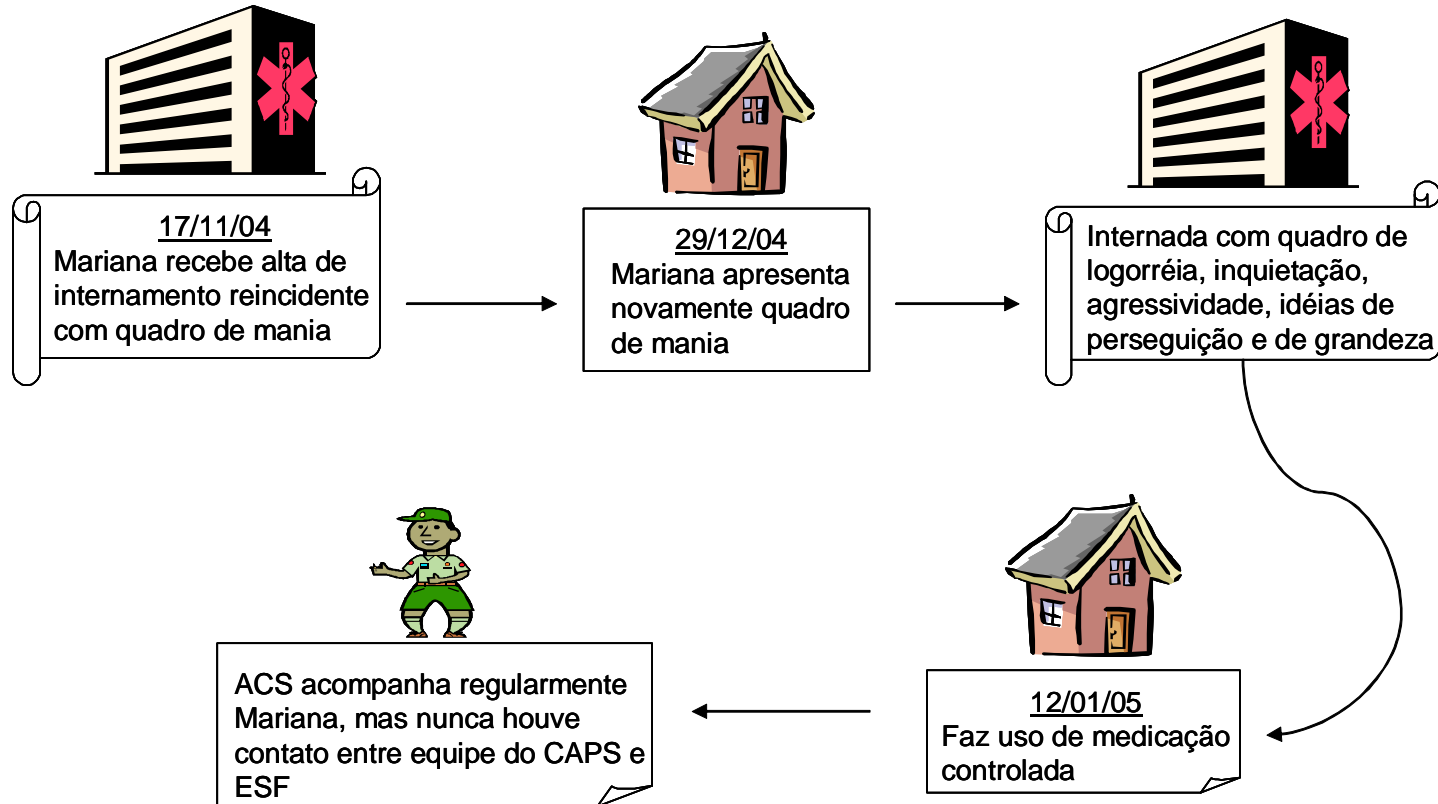 17/11/04
Mariana recebe alta de
internamento reincidente
com quadro de mania
29/12/04
Mariana apresenta
novamente quadro
de mania
Internada com quadro de
logorréia, inquietação,
agressividade, idéias de
perseguição e de grandeza
12/01/05
Faz uso de medicação
controlada
ACS acompanha regularmente
Mariana, mas nunca houve
contato entre equipe do CAPS e
ESF